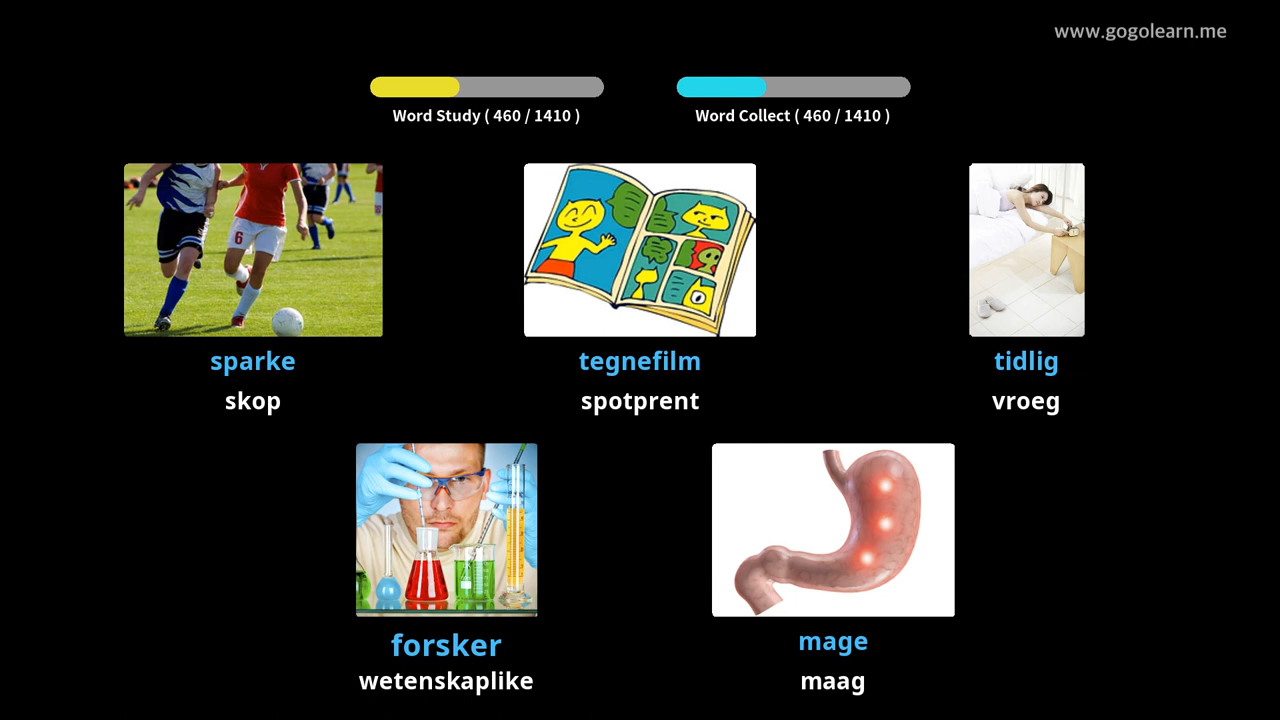 www.gogolearn.me
Word Study ( 460 / 1410 )
Word Collect ( 460 / 1410 )
sparke
skop
tegnefilm
spotprent
tidlig
vroeg
6
forsker
wetenskaplike
mage
maag